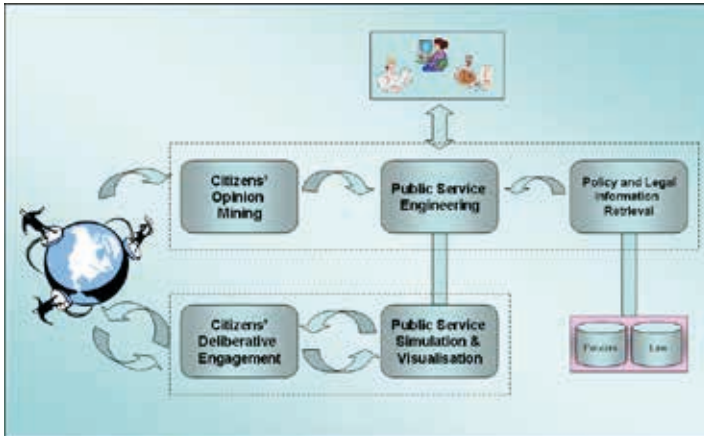 Citizens'
Opinion
Mining
Public Service
Engineering
Policy and Legal
Information
Retrieval
Citizens'
Deliberative
Engagement
Public Service
Simulation &
Visualisation
Law